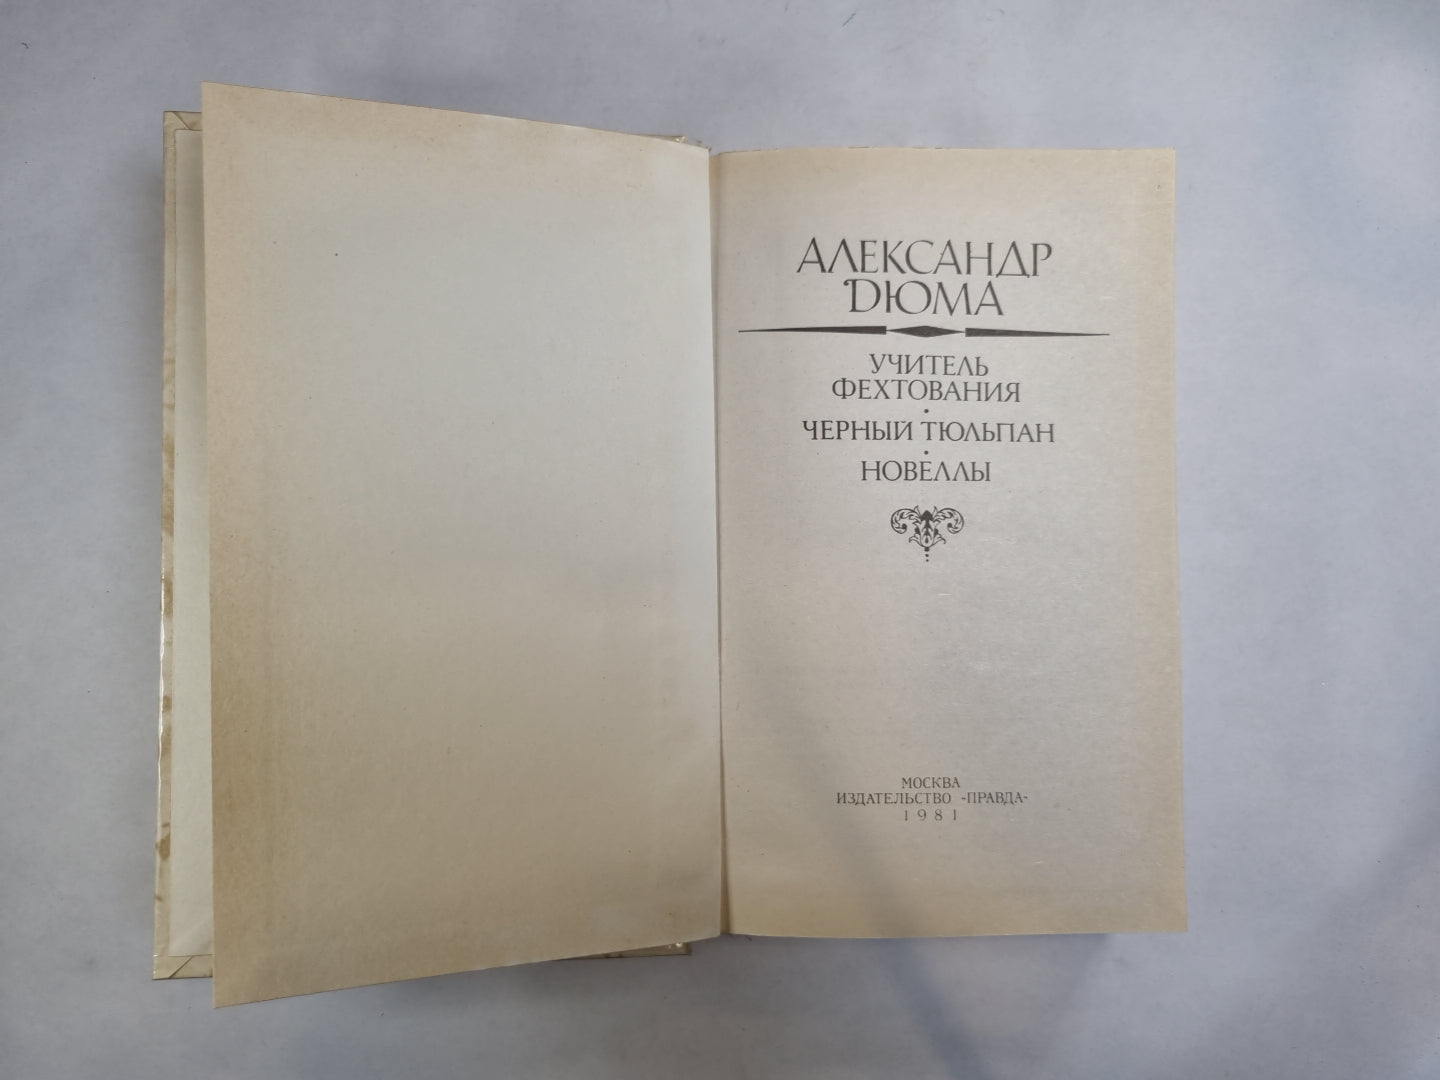 АЛЕКСАНДР
ДЮМА
УЧИТЕЛЬ
ФЕХТОВАНИЯ
•
ЧЕРНЫЙ ТЮЛЬПАН
•
НОВЕЛЛЫ
МОСКВА
ИЗДАТЕЛЬСТВО «ПРАВДА»
1981